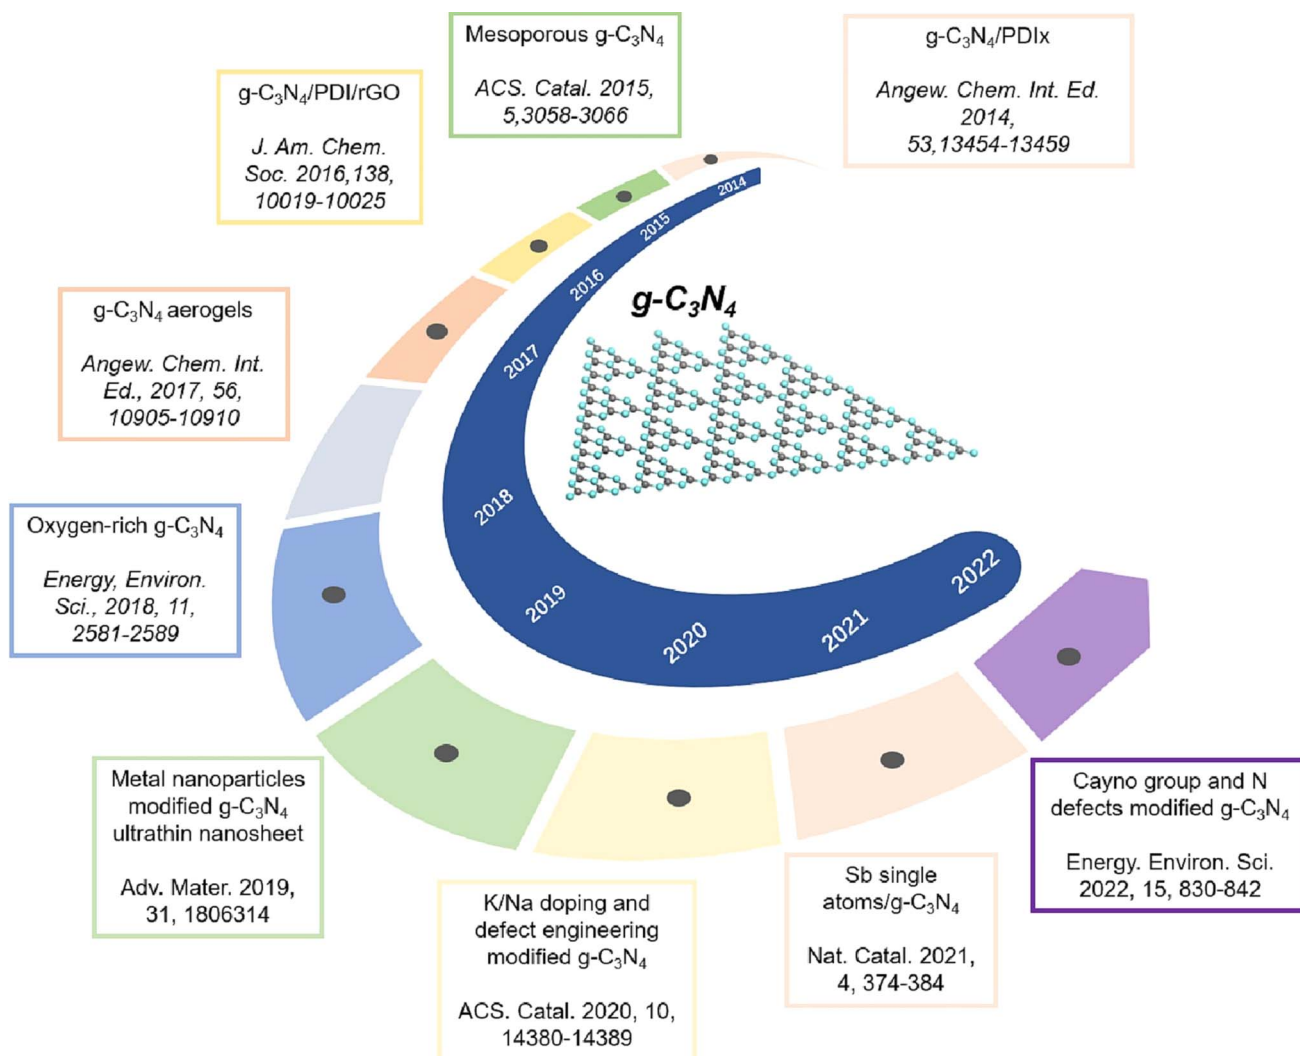 g-C₃N₄/PDIx
Angew. Chem. Int. Ed.
2014,
53,13454-13459
Mesoporous g-C₃N₄
ACS. Catal. 2015,
5,3058-3066
g-C₃N₄/PDI/rGO
J. Am. Chem.
Soc. 2016,138,
10019-10025
g-C₃N₄ aerogels
Angew. Chem. Int.
Ed., 2017, 56,
10905-10910
Oxygen-rich g-C₃N₄
Energy, Environ.
Sci., 2018, 11,
2581-2589
Metal nanoparticles
modified g-C₃N₄
ultrathin nanosheet
Adv. Mater. 2019,
31, 1806314
K/Na doping and
defect engineering
modified g-C₃N₄
ACS. Catal. 2020, 10,
14380-14389
Sb single
atoms/g-C₃N₄
Nat. Catal. 2021,
4, 374-384
Cayno group and N
defects modified g-C₃N₄
Energy. Environ. Sci.
2022, 15, 830-842
2014
2015
2016
2017
2018
2019
2020
2021
2022
g-C₃N₄